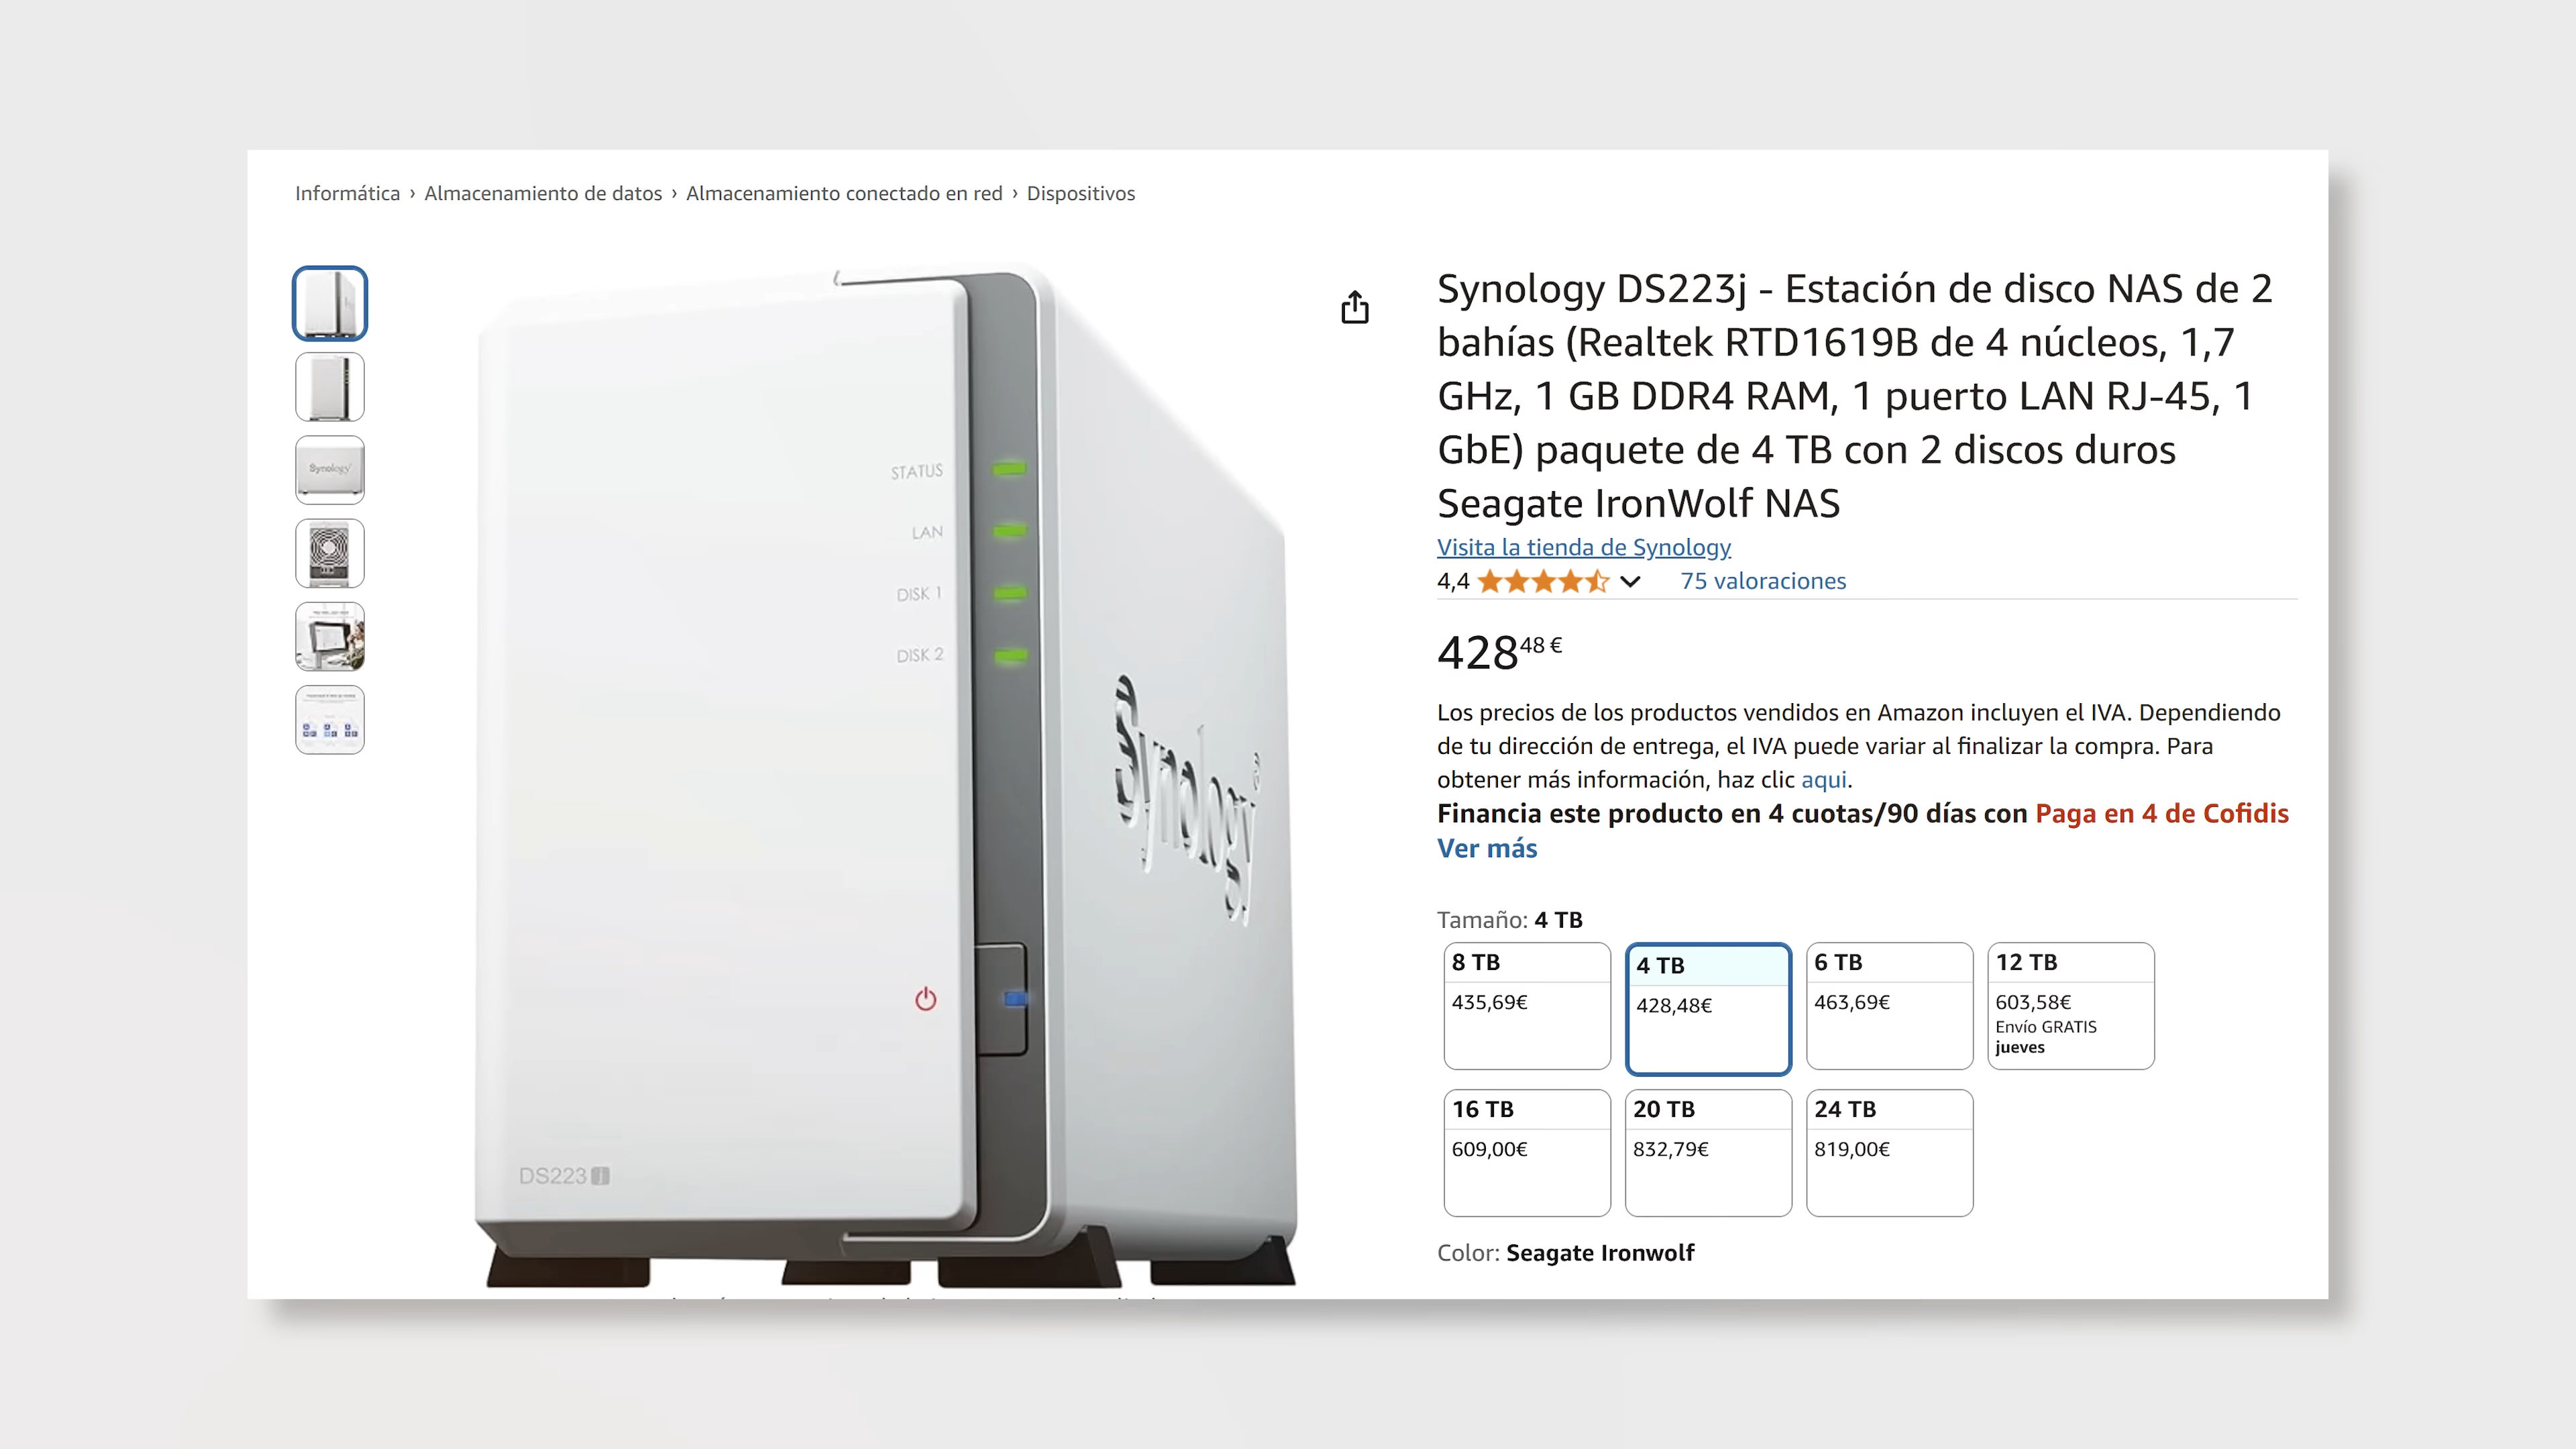 Informática › Almacenamiento de datos › Almacenamiento conectado en red › Dispositivos
Synology
STATUS
LAN
DISK 1
DISK 2
Synology®
DS223j
Synology DS223j - Estación de disco NAS de 2
bahías (Realtek RTD1619B de 4 núcleos, 1,7
GHz, 1 GB DDR4 RAM, 1 puerto LAN RJ-45, 1
GbE) paquete de 4 TB con 2 discos duros
Seagate IronWolf NAS
Visita la tienda de Synology
4,4 75 valoraciones
428 48 €
Los precios de los productos vendidos en Amazon incluyen el IVA. Dependiendo
de tu dirección de entrega, el IVA puede variar al finalizar la compra. Para
obtener más información, haz clic aqui.
Financia este producto en 4 cuotas/90 días con Paga en 4 de Cofidis
Ver más
Tamaño: 4 TB
8 TB
435,69€
4 TB
428,48€
6 TB
463,69€
12 TB
603,58€
Envío GRATIS
jueves
16 TB
609,00€
20 TB
832,79€
24 TB
819,00€
Color: Seagate Ironwolf